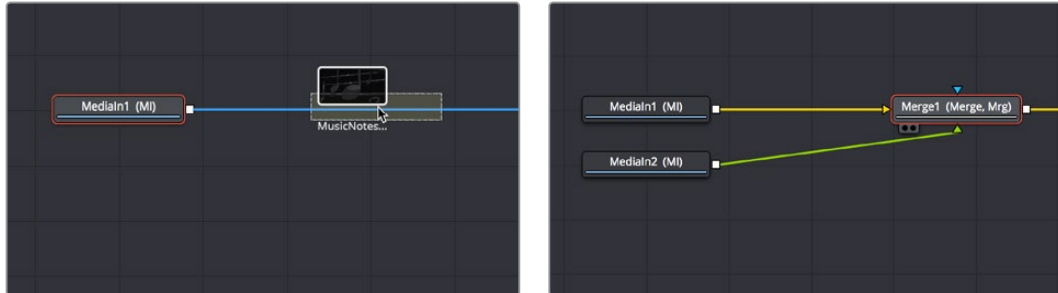 MediaIn1 (MI)
MusicNotes...
MediaIn1 (MI)
Merge1 (Merge, Mrg)
MediaIn2 (MI)